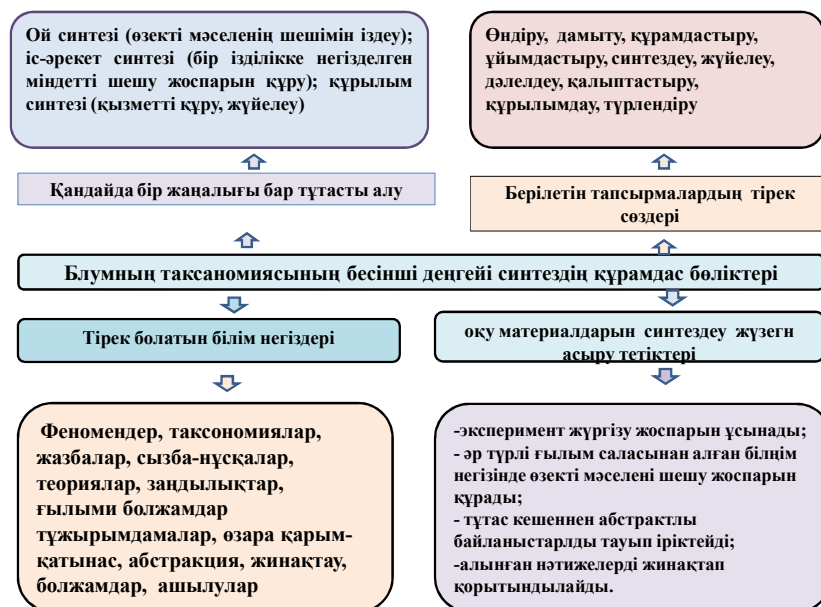 Ой синтезі (өзекті мәселенің шешімін іздеу);
іс-әрекет синтезі (бір ізділікке негізделген
міндетті шешу жоспарын құру); құрылым
синтезі (қызметті құру, жүйелеу)
Өндіру, дамыту, құрамдастыру,
ұйымдастыру, синтездеу, жүйелеу,
дәлелдеу, қалыптастыру,
құрылымдау, түрлендіру
Қандайда бір жаңалығы бар тұтасты алу
Берілетін тапсырмалардың тірек
сөздері
Блумның таксаномиясының бесінші деңгейі синтездің құрамдас бөліктері
Тірек болатын білім негіздері
оқу материалдарын синтездеу жүзеге
асыру тетіктері
Феномендер, таксономиялар,
жазбалар, сызба-нұсқалар,
теориялар, заңдылықтар,
ғылыми болжамдар
тұжырымдамалар, өзара қарым-
қатынас, абстракция, жинақтау,
болжамдар, ашылулар
-эксперимент жүргізу жоспарын ұсынады;
- әр түрлі ғылым саласынан алған білңім
негізінде өзекті мәселені шешу жоспарын
құрады;
- тұтас кешеннен абстрактлы
байланыстарлды тауып іріктейді;
-алынған нәтижелерді жинақтап
қорытындылайды.